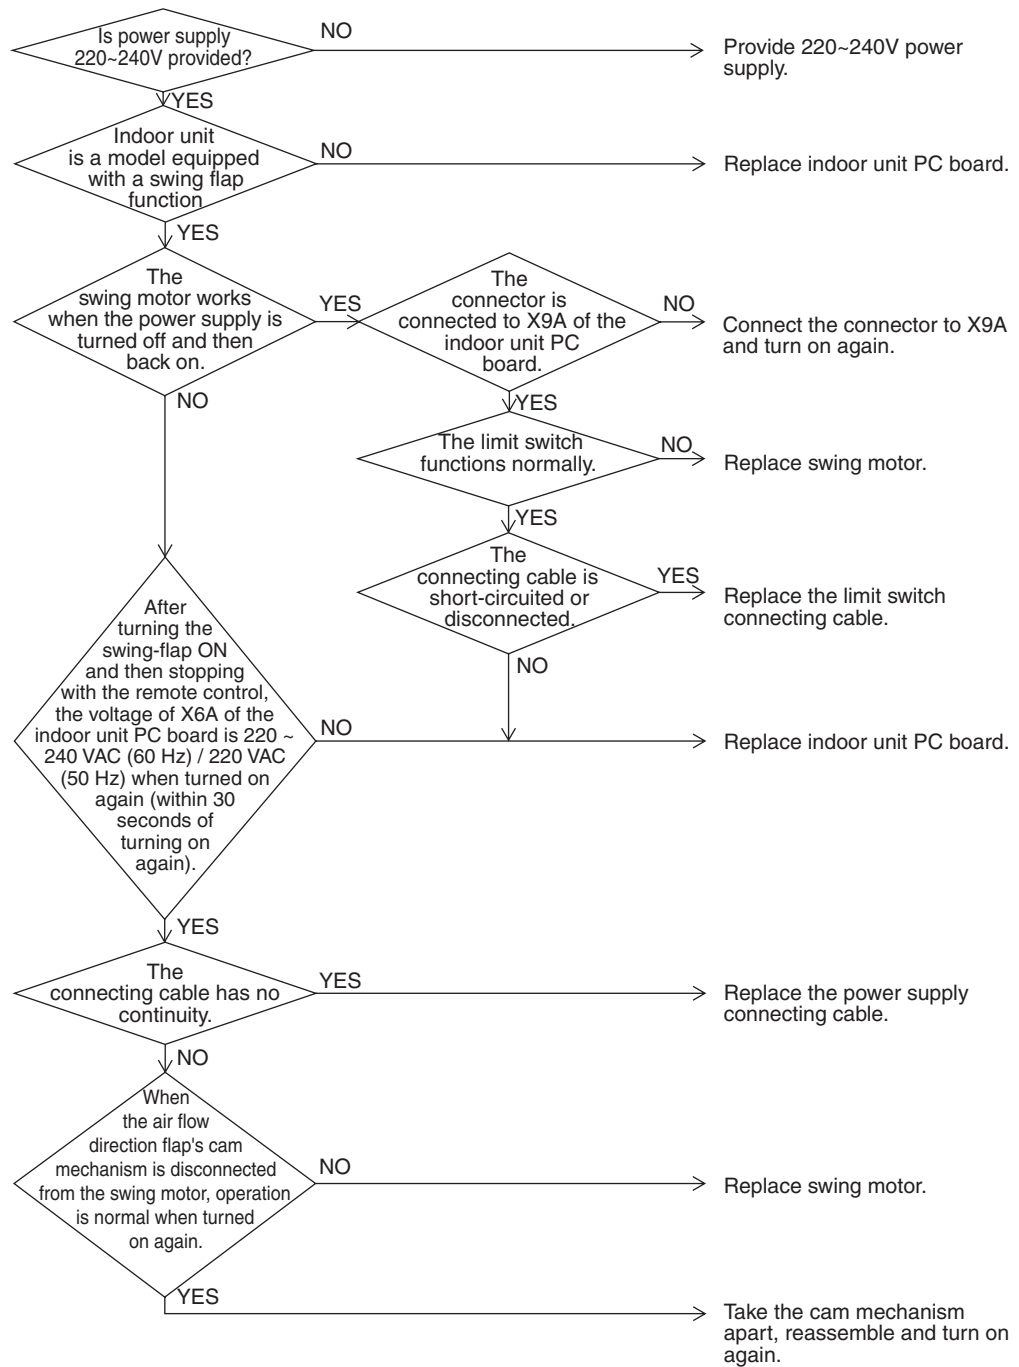 Is power supply
220~240V provided?
NO
Provide 220~240V power
supply.
YES
Indoor unit
is a model equipped
with a swing flap
function
NO
Replace indoor unit PC board.
YES
The
swing motor works
when the power supply is
turned off and then
back on.
YES
The
connector is
connected to X9A of the
indoor unit PC
board.
NO
Connect the connector to X9A
and turn on again.
NO
YES
The limit switch
functions normally.
NO
Replace swing motor.
YES
The
connecting cable is
short-circuited or
disconnected.
YES
Replace the limit switch
connecting cable.
NO
After
turning the
swing-flap ON
and then stopping
with the remote control,
the voltage of X6A of the
indoor unit PC board is 220 ~
240 VAC (60 Hz) / 220 VAC
(50 Hz) when turned on
again (within 30
seconds of
turning on
again).
NO
Replace indoor unit PC board.
YES
The
connecting cable has no
continuity.
YES
Replace the power supply
connecting cable.
NO
When
the air flow
direction flap's cam
mechanism is disconnected
from the swing motor, operation
is normal when turned
on again.
NO
Replace swing motor.
YES
Take the cam mechanism
apart, reassemble and turn on
again.